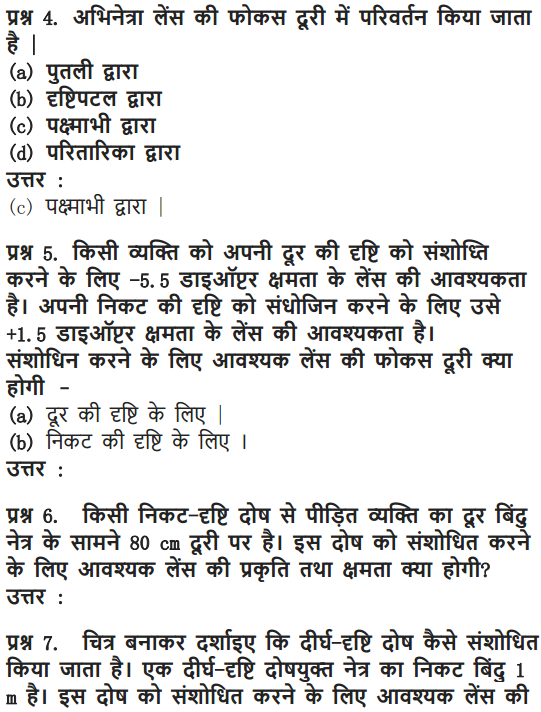 प्रश्न 4. अभिनेत्रा लेंस की फोकस दूरी में परिवर्तन किया जाता
है |
(a) पुतली द्वारा
(b) दृष्टिपटल द्वारा
(c) पक्ष्माभी द्वारा
(d) परितारिका द्वारा
उत्तर :
(c) पक्ष्माभी द्वारा |
प्रश्न 5. किसी व्यक्ति को अपनी दूर की दृष्टि को संशोध्ति
करने के लिए -5.5 डाइऑप्टर क्षमता के लेंस की आवश्यकता
है। अपनी निकट की दृष्टि को संधोजिन करने के लिए उसे
+1.5 डाइऑप्टर क्षमता के लेंस की आवश्यकता है।
संशोधिन करने के लिए आवश्यक लेंस की फोकस दूरी क्या
होगी -
(a) दूर की दृष्टि के लिए |
(b) निकट की दृष्टि के लिए ।
उत्तर :
प्रश्न 6. किसी निकट-दृष्टि दोष से पीड़ित व्यक्ति का दूर बिंदु
नेत्र के सामने 80 cm दूरी पर है। इस दोष को संशोधित करने
के लिए आवश्यक लेंस की प्रकृति तथा क्षमता क्या होगी?
उत्तर :
प्रश्न 7. चित्र बनाकर दर्शाइए कि दीर्घ-दृष्टि दोष कैसे संशोधित
किया जाता है। एक दीर्घ-दृष्टि दोषयुक्त नेत्र का निकट बिंदु 1
m है। इस दोष को संशोधित करने के लिए आवश्यक लेंस की